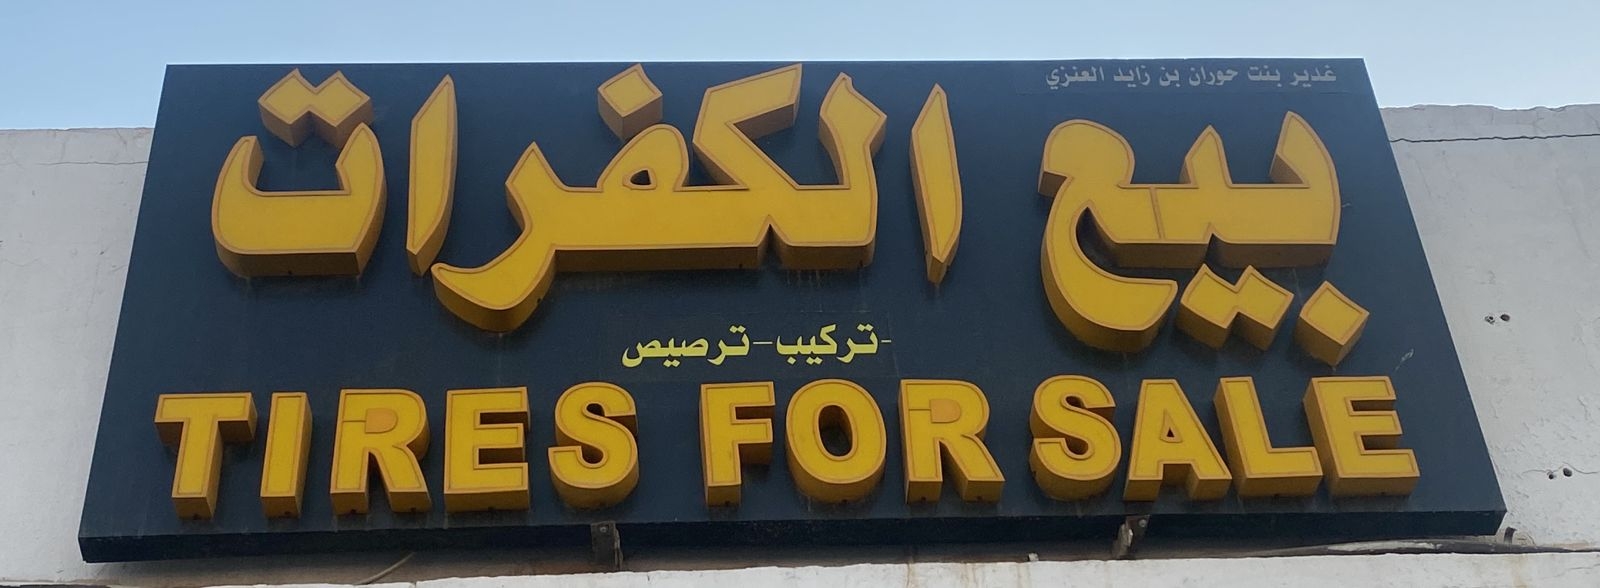 غدير بنت حوران بن زايد العنزي
بيع الكفرات
-تركيب-ترصيص
TIRES FOR SALE